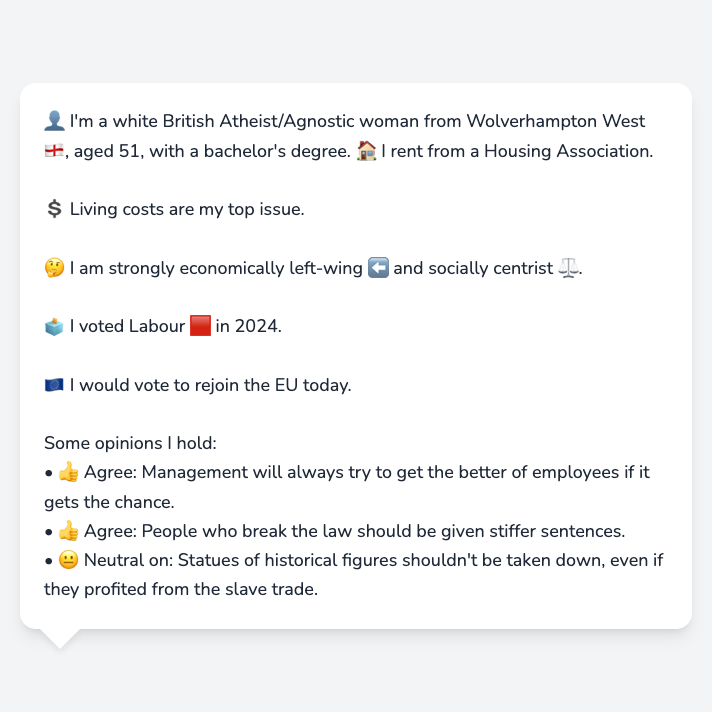 👤 I'm a white British Atheist/Agnostic woman from Wolverhampton West
🏴󠁧󠁢󠁥󠁮󠁧󠁿, aged 51, with a bachelor's degree. 🏠 I rent from a Housing Association.
💲 Living costs are my top issue.
🤔 I am strongly economically left-wing ⬅️ and socially centrist ⚖️.
🗳️ I voted Labour 🟥 in 2024.
🇪🇺 I would vote to rejoin the EU today.
Some opinions I hold:
• 👍 Agree: Management will always try to get the better of employees if it
gets the chance.
• 👍 Agree: People who break the law should be given stiffer sentences.
• 😐 Neutral on: Statues of historical figures shouldn't be taken down, even if
they profited from the slave trade.